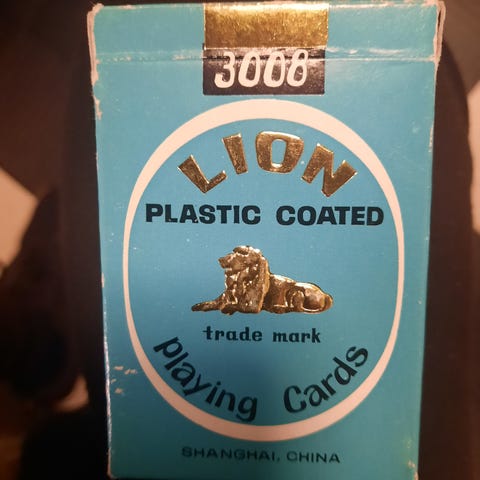 3008
LION
PLASTIC COATED
trade mark
Playing Cards
SHANGHAI, CHINA